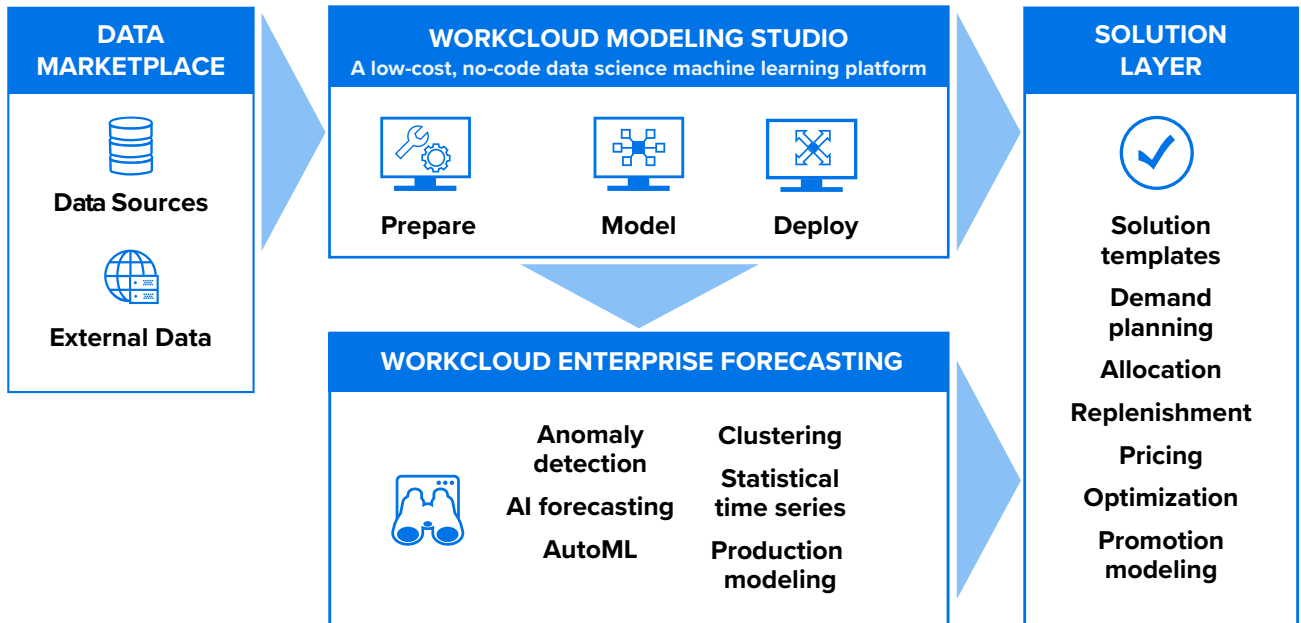 DATA
MARKETPLACE
Data Sources
External Data
WORKCLOUD MODELING STUDIO
A low-cost, no-code data science machine learning platform
Prepare
Model
Deploy
WORKCLOUD ENTERPRISE FORECASTING
Anomaly
detection
AI forecasting
AutoML
Clustering
Statistical
time series
Production
modeling
SOLUTION
LAYER
Solution
templates
Demand
planning
Allocation
Replenishment
Pricing
Optimization
Promotion
modeling